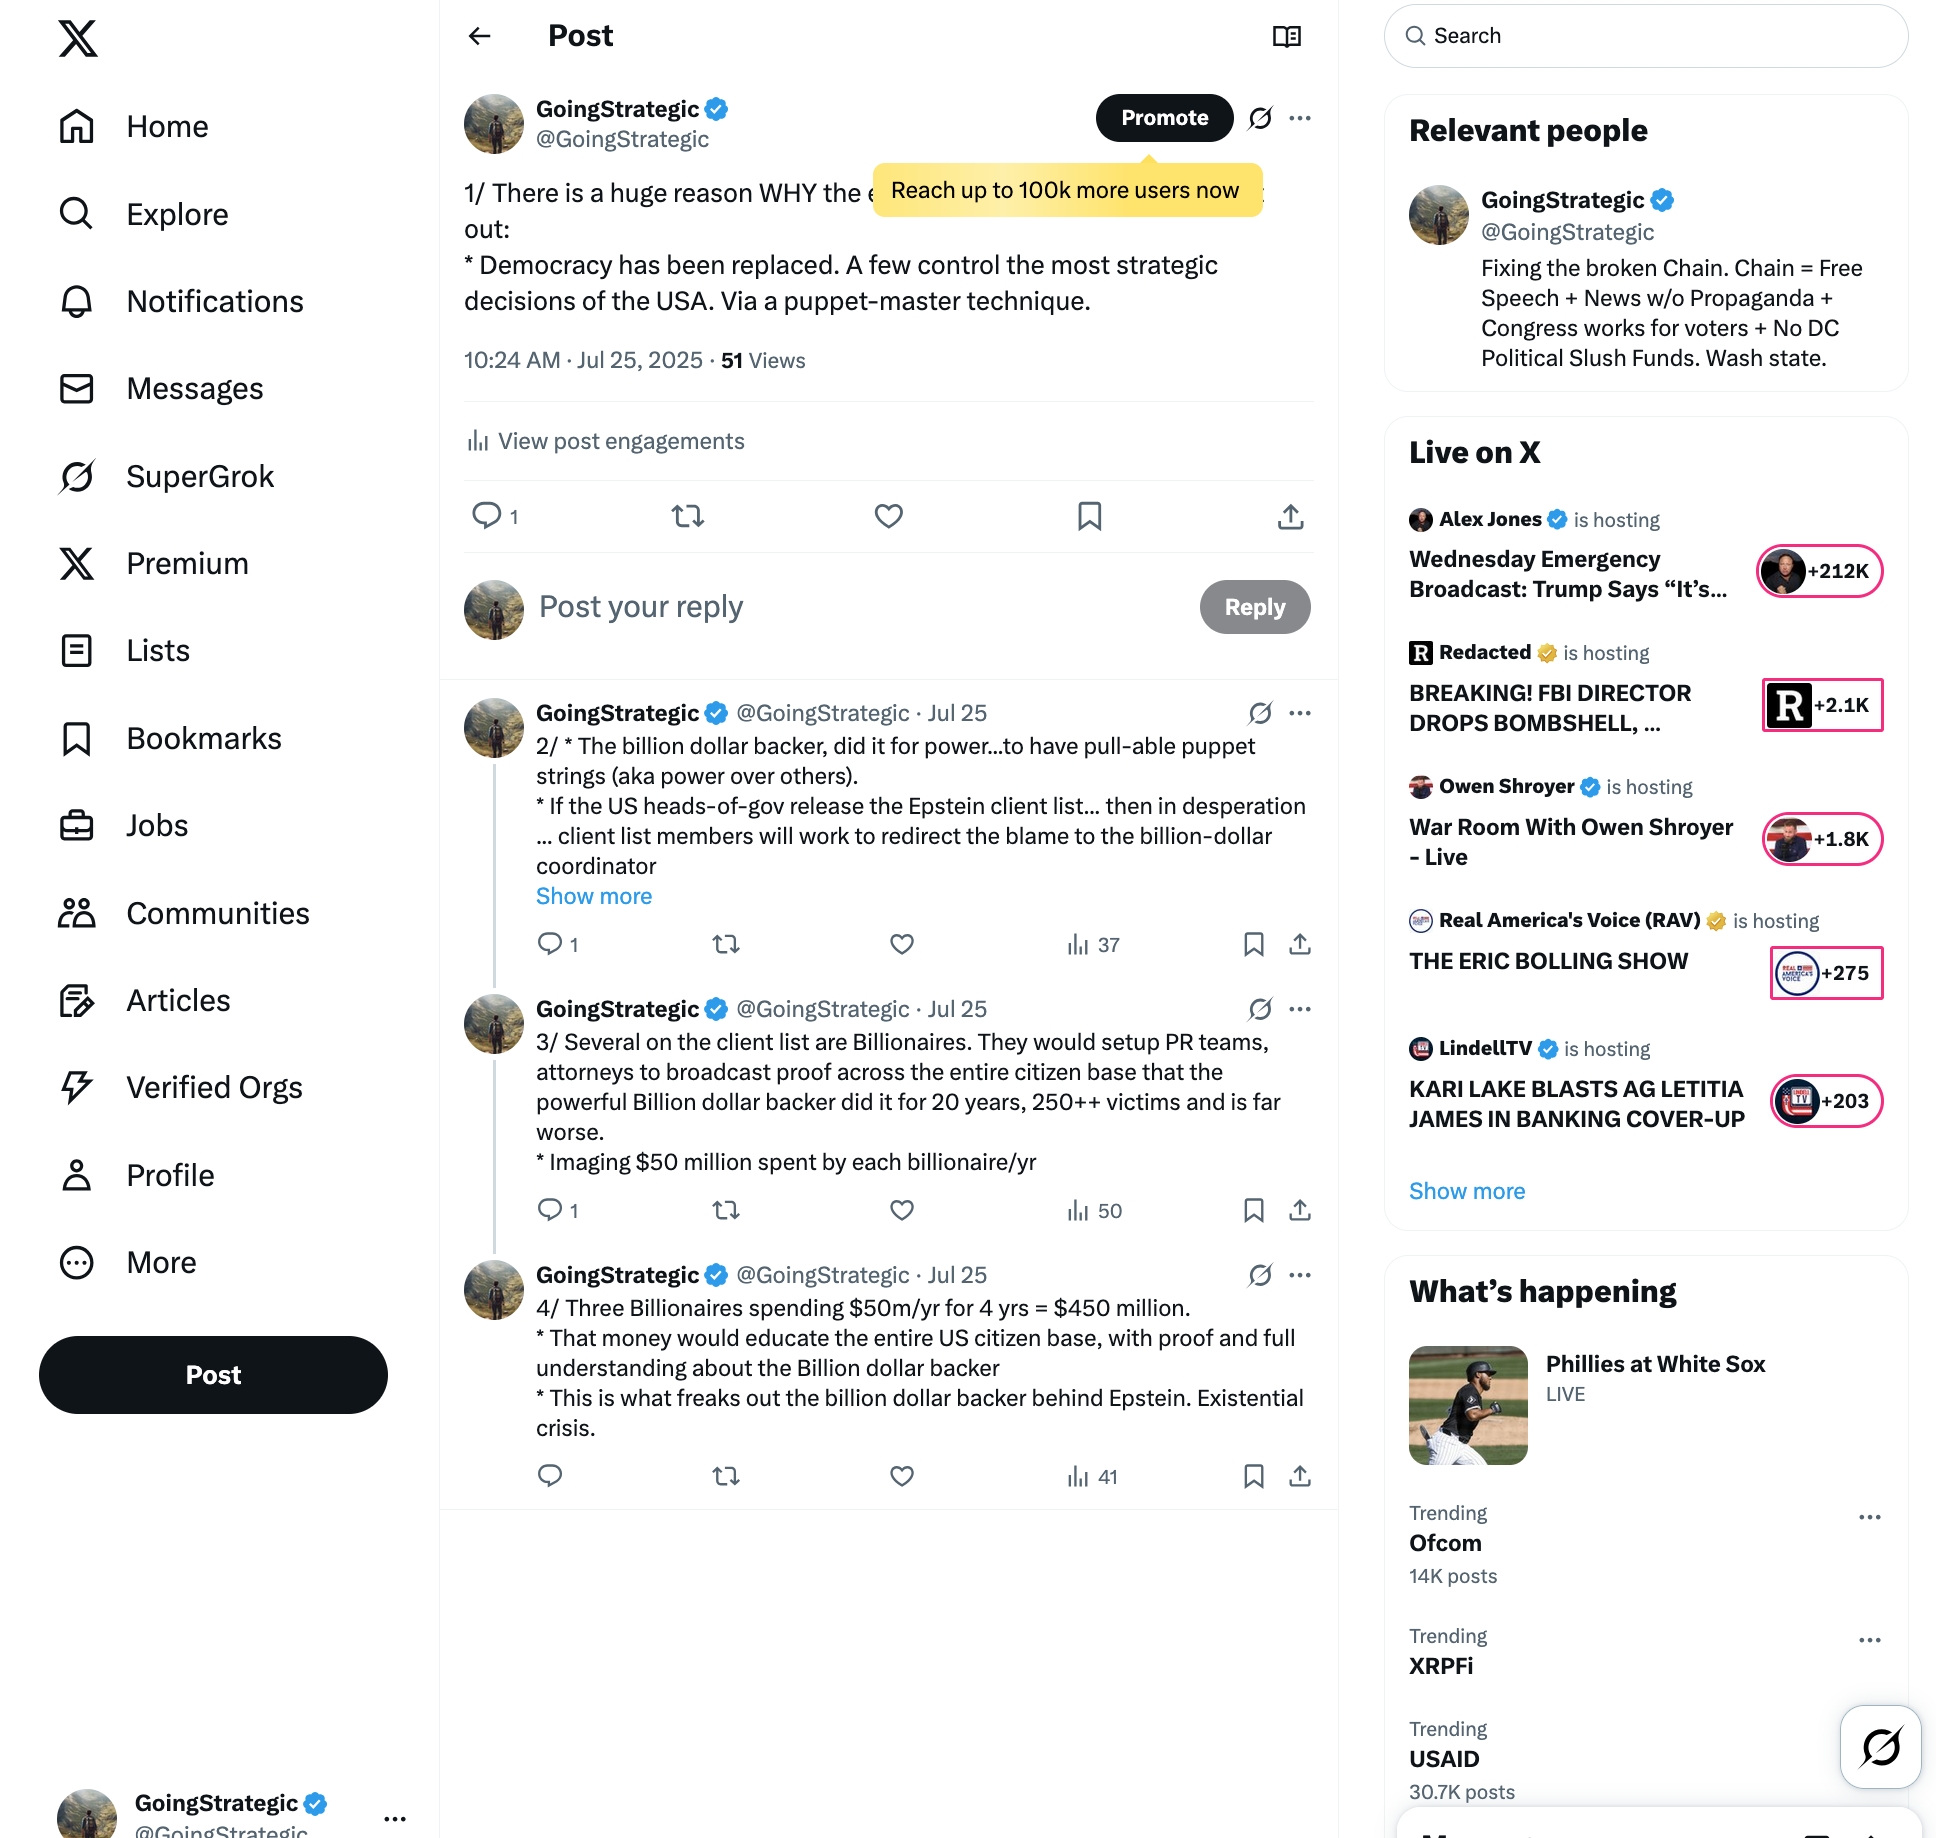 Home
Explore
Notifications
Messages
SuperGrok
Premium
Lists
Bookmarks
Jobs
Communities
Articles
Verified Orgs
Profile
More
Post
GoingStrategic
@GoingStrategic
Post
GoingStrategic
@GoingStrategic
Promote
Reach up to 100k more users now
1/ There is a huge reason WHY the
out:
* Democracy has been replaced. A few control the most strategic
decisions of the USA. Via a puppet-master technique.
10:24 AM · Jul 25, 2025 · 51 Views
View post engagements
1
Post your reply
Reply
GoingStrategic @GoingStrategic · Jul 25
2/ * The billion dollar backer, did it for power...to have pull-able puppet
strings (aka power over others).
* If the US heads-of-gov release the Epstein client list... then in desperation
... client list members will work to redirect the blame to the billion-dollar
coordinator
Show more
1
37
GoingStrategic @GoingStrategic · Jul 25
3/ Several on the client list are Billionaires. They would setup PR teams,
attorneys to broadcast proof across the entire citizen base that the
powerful Billion dollar backer did it for 20 years, 250++ victims and is far
worse.
* Imaging $50 million spent by each billionaire/yr
1
50
GoingStrategic @GoingStrategic · Jul 25
4/ Three Billionaires spending $50m/yr for 4 yrs = $450 million.
* That money would educate the entire US citizen base, with proof and full
understanding about the Billion dollar backer
* This is what freaks out the billion dollar backer behind Epstein. Existential
crisis.
41
Search
Relevant people
GoingStrategic
@GoingStrategic
Fixing the broken Chain. Chain = Free
Speech + News w/o Propaganda +
Congress works for voters + No DC
Political Slush Funds. Wash state.
Live on X
Alex Jones is hosting
Wednesday Emergency
Broadcast: Trump Says “It’s...
+212K
R Redacted is hosting
BREAKING! FBI DIRECTOR
DROPS BOMBSHELL, ...
R +2.1K
Owen Shroyer is hosting
War Room With Owen Shroyer
- Live
+1.8K
Real America's Voice (RAV) is hosting
THE ERIC BOLLING SHOW
REAL AMERICA'S VOICE +275
LindellTV is hosting
KARI LAKE BLASTS AG LETITIA
JAMES IN BANKING COVER-UP
LINDELL TV +203
Show more
What’s happening
Phillies at White Sox
LIVE
Trending
Ofcom
14K posts
Trending
XRPFi
Trending
USAID
30.7K posts